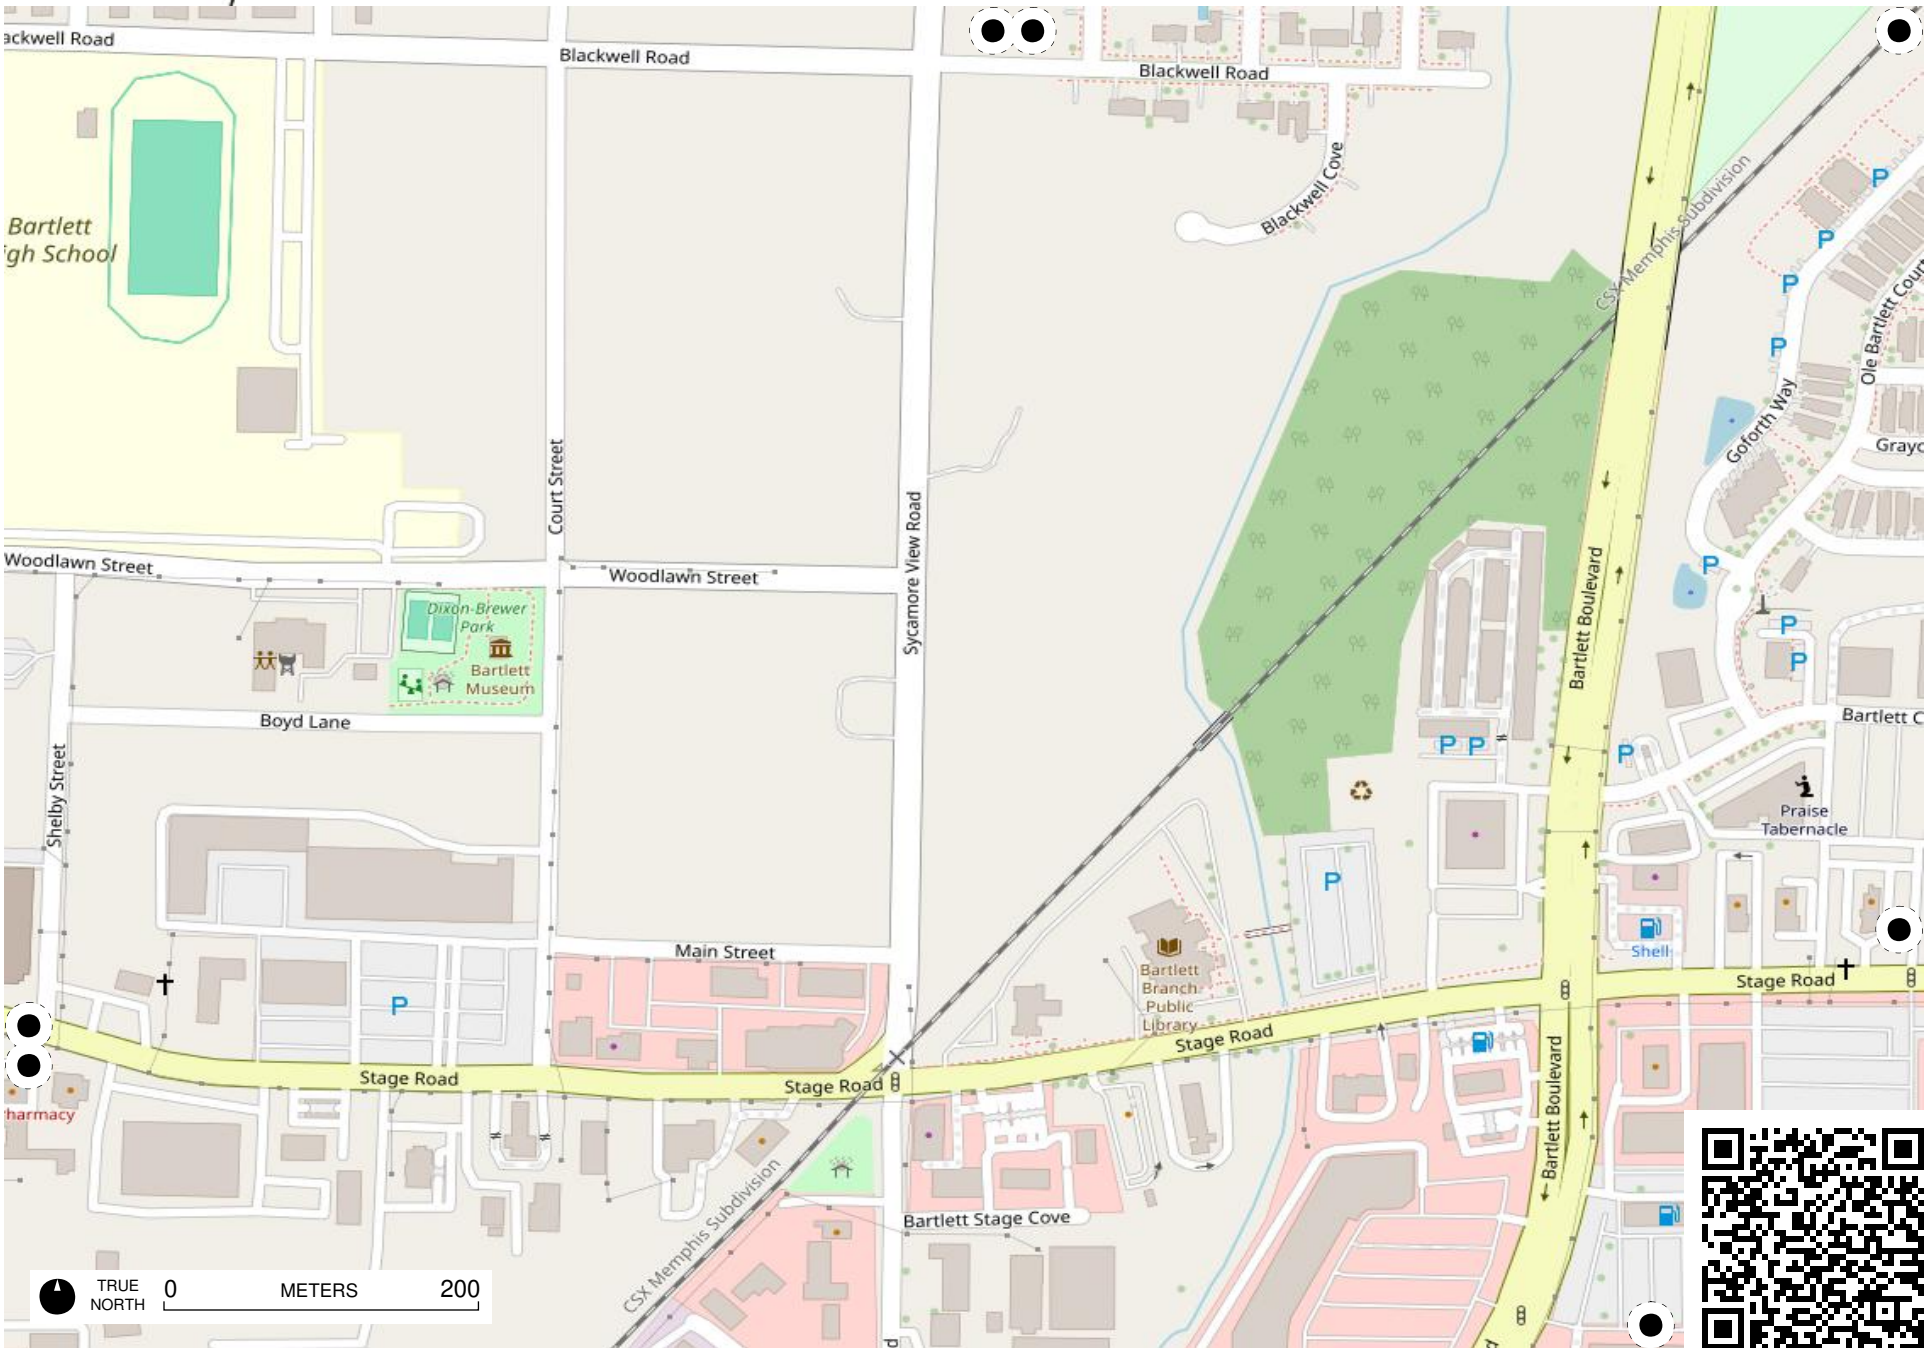 ackwell Road
Blackwell Road
Blackwell Road
Blackwell Cove
Bartlett
igh School
CSX Memphis Subdivision
P
P
P
P
Ole Bartlett Court
Goforth Way
Grayc
Court Street
Sycamore View Road
Woodlawn Street
Woodlawn Street
Dixon-Brewer
Park
Bartlett
Museum
Boyd Lane
Shelby Street
Bartlett Boulevard
P
P
P
P
P
P
Bartlett C
Praise
Tabernacle
P
Shell
Stage Road
Main Street
P
Bartlett
Branch
Public
Library
Stage Road
Stage Road
Stage Road
harmacy
Bartlett Boulevard
CSX Memphis Subdivision
Bartlett Stage Cove
TRUE
NORTH
0 METERS 200